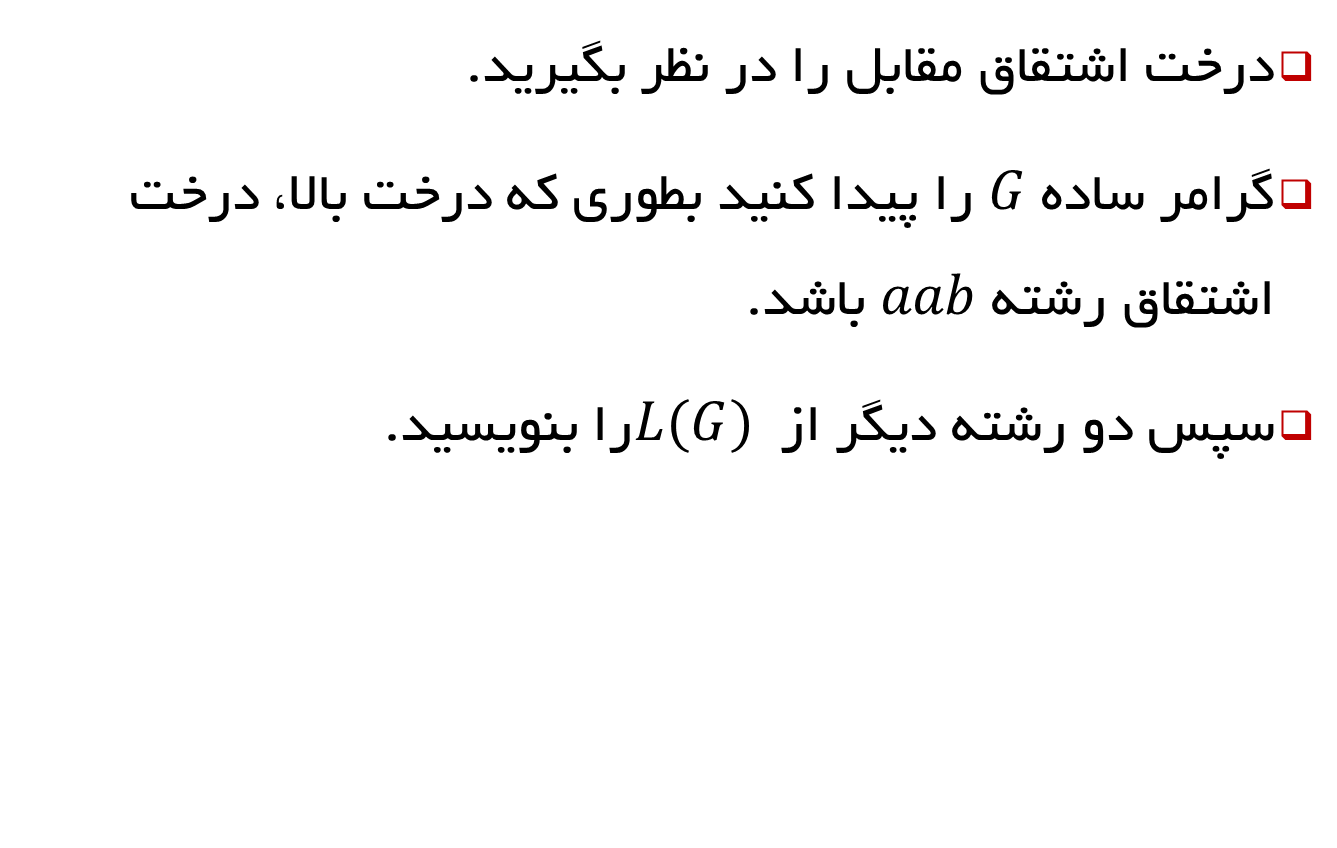 ❑درخت اشتقاق مقابل را در نظر بگیرید.
❑گرامر ساده G را پیدا کنید بطوری که درخت بالا، درخت
اشتقاق رشته aab باشد.
❑سپس دو رشته دیگر از L(G) را بنویسید.